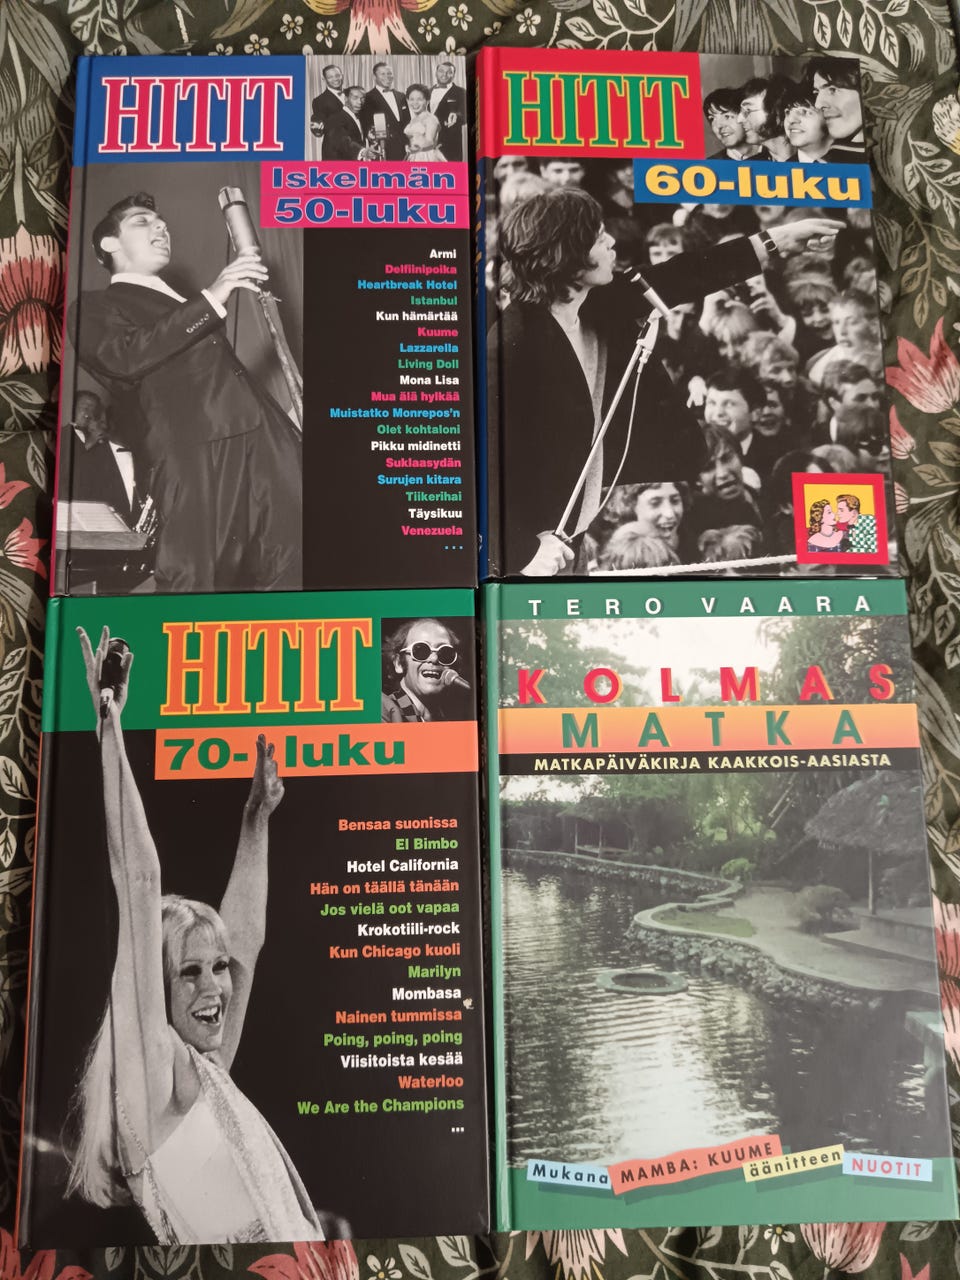 HITIT
Iskelmän
50-luku
Armi
Delfiinipoika
Heartbreak Hotel
Istanbul
Kun hämärtää
Kuume
Lazzarella
Living Doll
Mona Lisa
Mua älä hylkää
Muistatko Monrepos'n
Olet kohtaloni
Pikku midinetti
Suklaasydän
Surujen kitara
Tiikerihai
Täysikuu
Venezuela
...
HITIT
60-luku
HITIT
70-luku
Bensaa suonissa
El Bimbo
Hotel California
Hän on täällä tänään
Jos vielä oot vapaa
Krokotiili-rock
Kun Chicago kuoli
Marilyn
Mombasa
Nainen tummissa
Poing, poing, poing
Viisitoista kesää
Waterloo
We Are the Champions
...
TERO VAARA
KOLMAS
MATKA
MATKAPÄIVÄKIRJA KAAKKOIS-AASIASTA
Mukana MAMBA: KUUME äänitteen NUOTIT